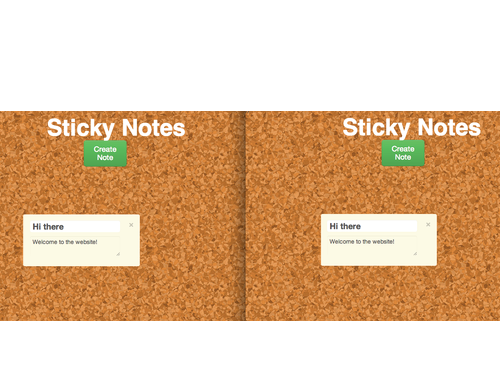 Sticky Notes
Create
Note
Hi there
×
Welcome to the website!
Sticky Notes
Create
Note
Hi there
×
Welcome to the website!